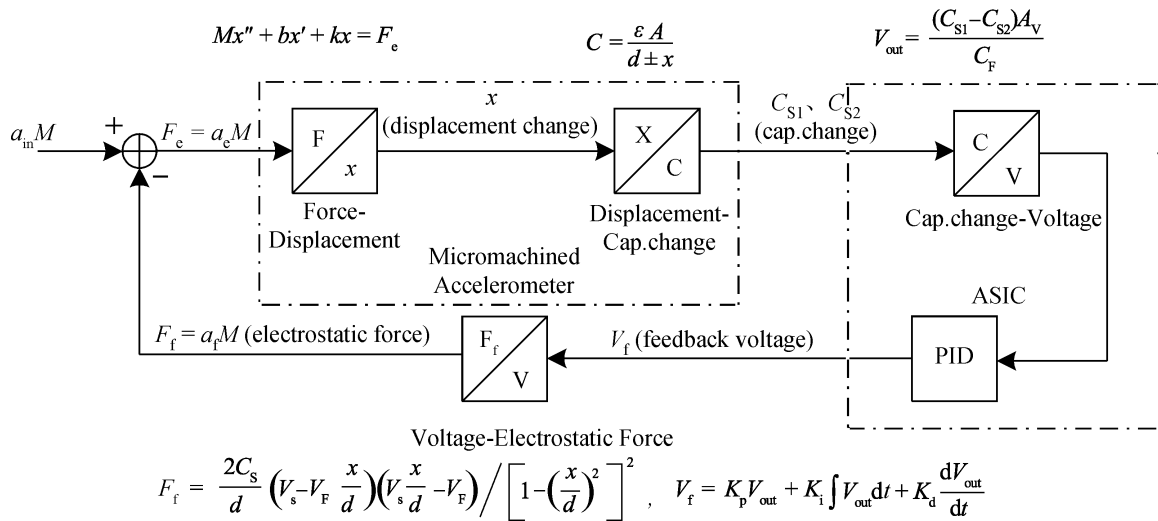 Mx″ + bx′ + kx = Fₑ
C = εA / (d ± x)
V_out = (C_S1–C_S2)A_V / C_F
a_in M
+
−
Fₑ = aₑM
F
x
x
(displacement change)
X
C
C_S1、C_S2
(cap.change)
C
V
Force-
Displacement
Displacement-
Cap.change
Cap.change-Voltage
Micromachined
Accelerometer
ASIC
F_f = a_f M (electrostatic force)
F_f
V
V_f (feedback voltage)
PID
Voltage-Electrostatic Force
F_f = 2C_S/d (V_s–V_F x/d)(V_s x/d –V_F) / [1–(x/d)²]² , V_f = K_p V_out + K_i ∫V_out dt + K_d dV_out/dt